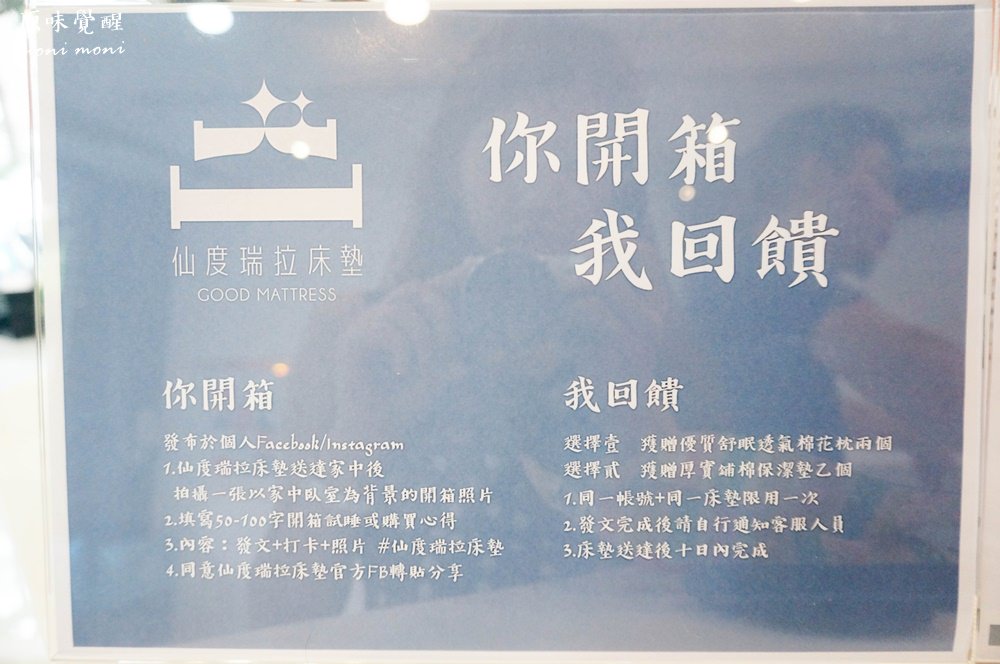 味覺醒
oni moni
你開箱
我回饋
仙度瑞拉床墊
GOOD MATTRESS
你開箱
發布於個人Facebook/Instagram
1.仙度瑞拉床墊送達家中後
拍攝一張以家中臥室為背景的開箱照片
2.填寫50-100字開箱試睡或購買心得
3.內容：發文+打卡+照片 #仙度瑞拉床墊
4.同意仙度瑞拉床墊官方FB轉貼分享
我回饋
選擇壹 獲贈優質舒眠透氣棉花枕兩個
選擇貳 獲贈厚實鋪棉保潔墊乙個
1.同一帳號+同一床墊限用一次
2.發文完成後請自行通知客服人員
3.床墊送達後十日內完成